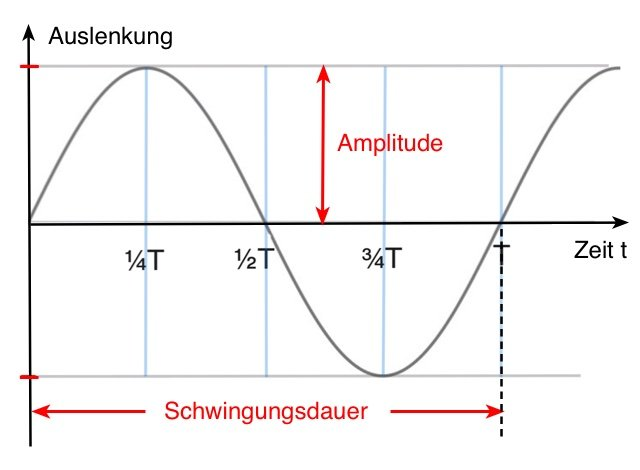 Auslenkung
Amplitude
¼T
½T
¾T
T
Zeit t
Schwingungsdauer